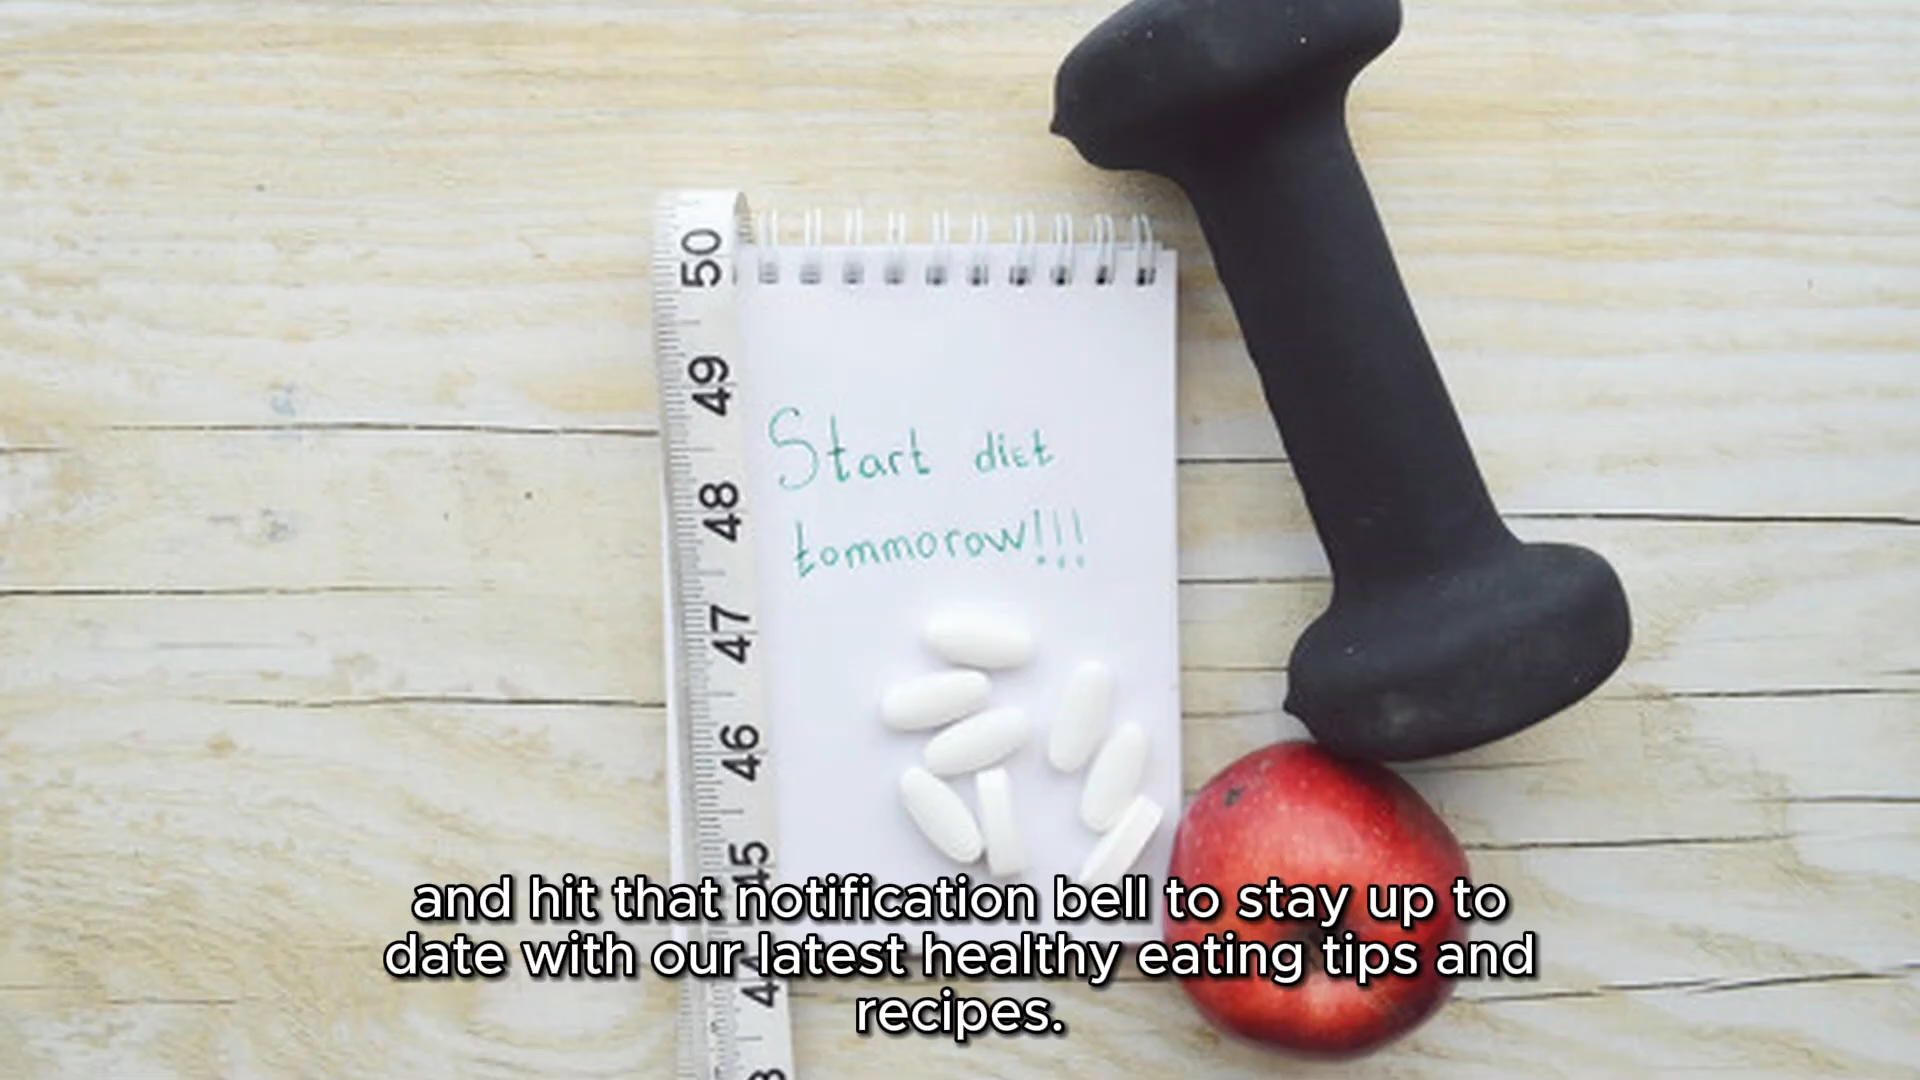 50
49
48
47
46
45
44
Start diet
tommorow!!!
and hit that notification bell to stay up to
date with our latest healthy eating tips and
recipes.